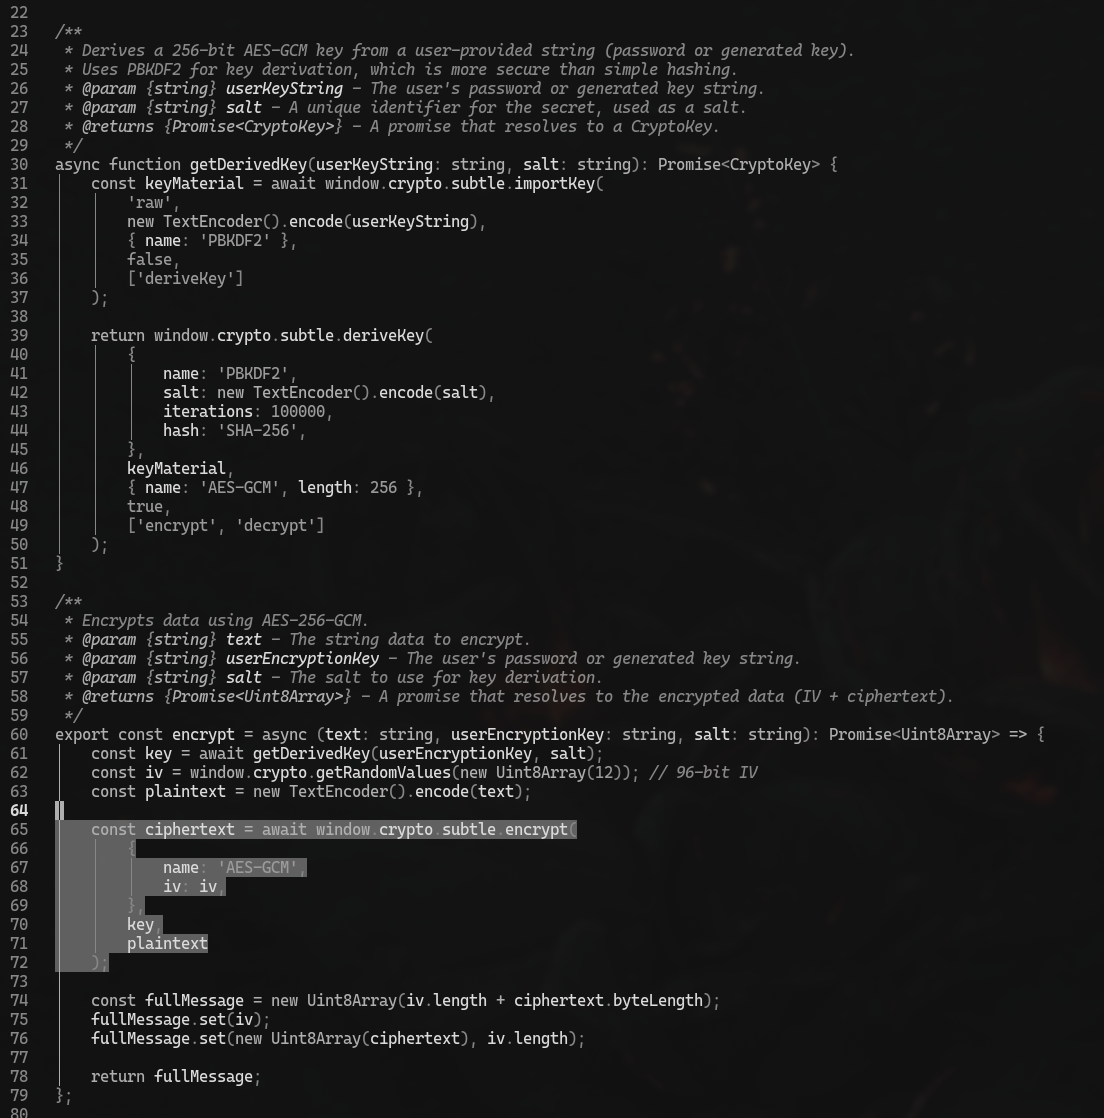 22
23 /**
24  * Derives a 256-bit AES-GCM key from a user-provided string (password or generated key).
25  * Uses PBKDF2 for key derivation, which is more secure than simple hashing.
26  * @param {string} userKeyString - The user's password or generated key string.
27  * @param {string} salt - A unique identifier for the secret, used as a salt.
28  * @returns {Promise<CryptoKey>} - A promise that resolves to a CryptoKey.
29  */
30 async function getDerivedKey(userKeyString: string, salt: string): Promise<CryptoKey> {
31     const keyMaterial = await window.crypto.subtle.importKey(
32         'raw',
33         new TextEncoder().encode(userKeyString),
34         { name: 'PBKDF2' },
35         false,
36         ['deriveKey']
37     );
38
39     return window.crypto.subtle.deriveKey(
40         {
41             name: 'PBKDF2',
42             salt: new TextEncoder().encode(salt),
43             iterations: 100000,
44             hash: 'SHA-256',
45         },
46         keyMaterial,
47         { name: 'AES-GCM', length: 256 },
48         true,
49         ['encrypt', 'decrypt']
50     );
51 }
52
53 /**
54  * Encrypts data using AES-256-GCM.
55  * @param {string} text - The string data to encrypt.
56  * @param {string} userEncryptionKey - The user's password or generated key string.
57  * @param {string} salt - The salt to use for key derivation.
58  * @returns {Promise<Uint8Array>} - A promise that resolves to the encrypted data (IV + ciphertext).
59  */
60 export const encrypt = async (text: string, userEncryptionKey: string, salt: string): Promise<Uint8Array> => {
61     const key = await getDerivedKey(userEncryptionKey, salt);
62     const iv = window.crypto.getRandomValues(new Uint8Array(12)); // 96-bit IV
63     const plaintext = new TextEncoder().encode(text);
64
65     const ciphertext = await window.crypto.subtle.encrypt(
66         {
67             name: 'AES-GCM',
68             iv: iv,
69         },
70         key,
71         plaintext
72     );
73
74     const fullMessage = new Uint8Array(iv.length + ciphertext.byteLength);
75     fullMessage.set(iv);
76     fullMessage.set(new Uint8Array(ciphertext), iv.length);
77
78     return fullMessage;
79 };
80